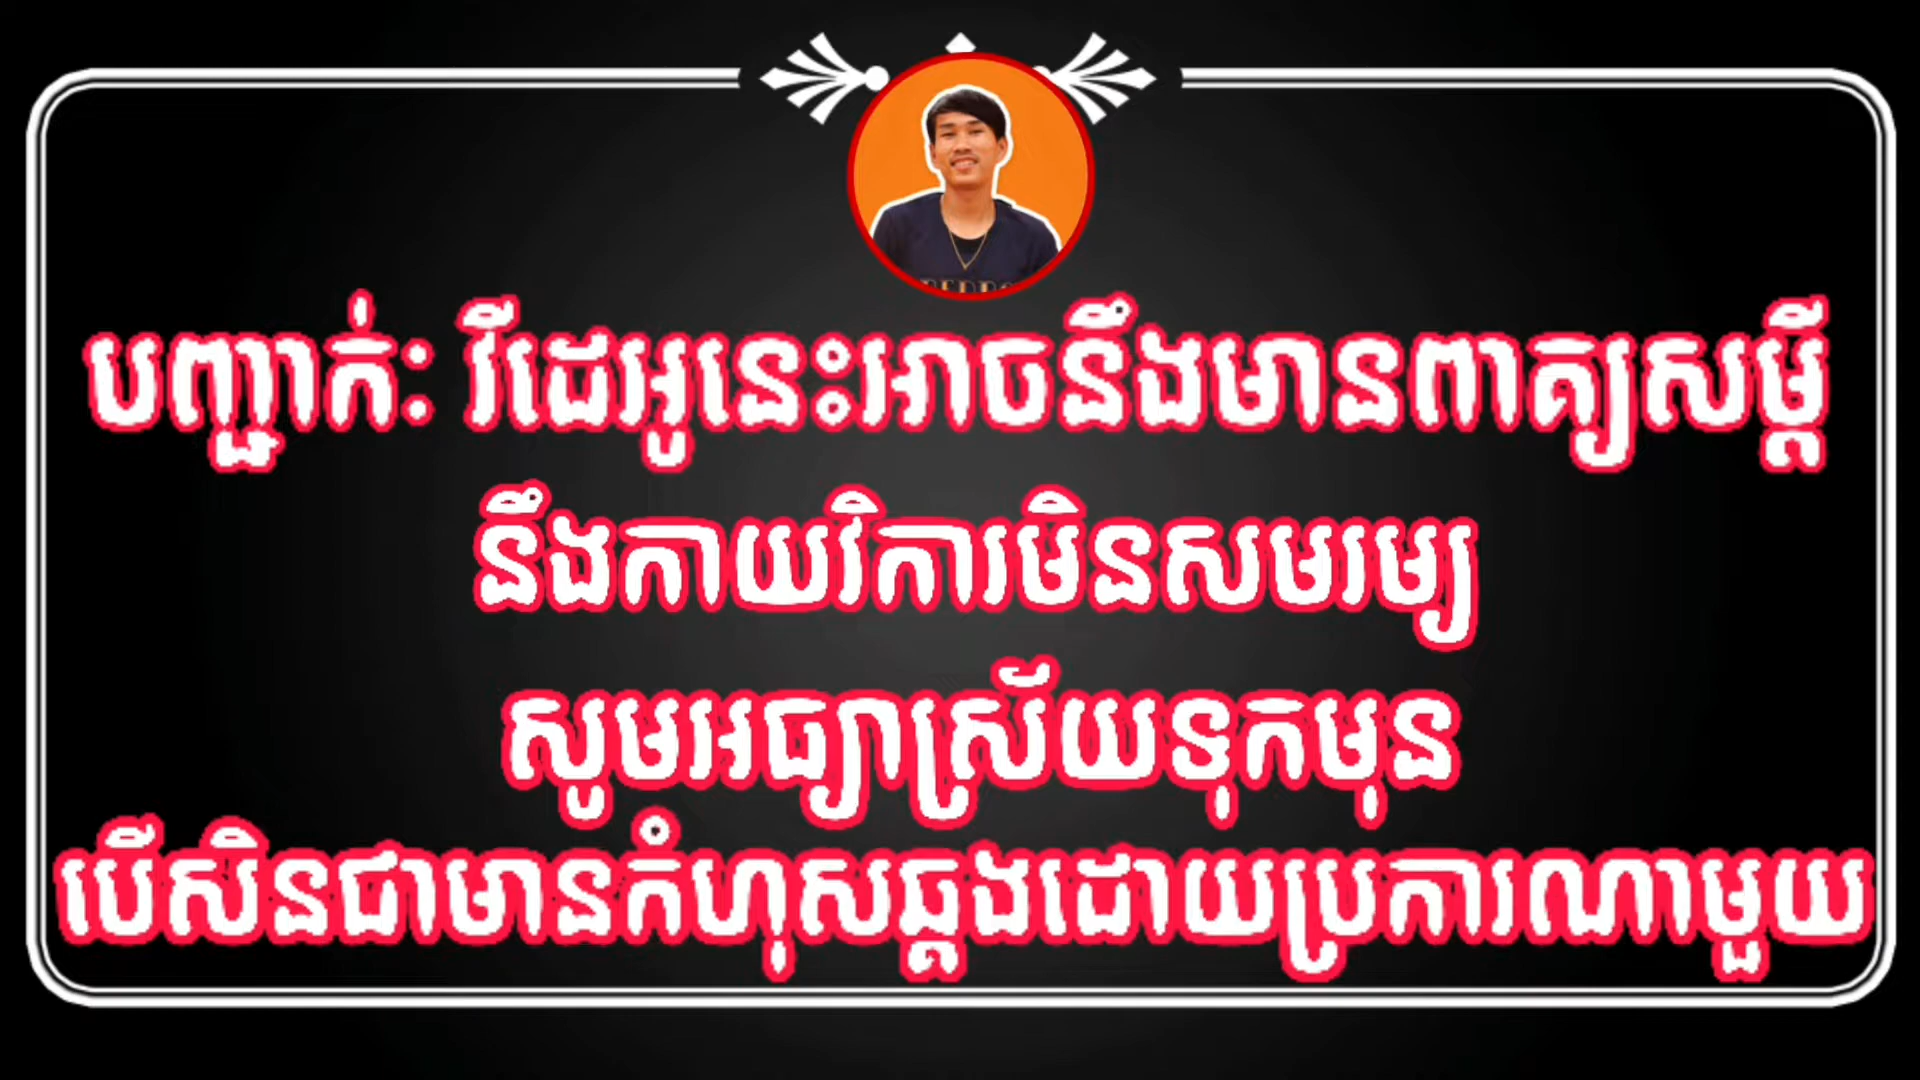 បញ្ជាក់: វីដេអូនេះអាចនឹងមានពាក្យសម្ដី
នឹងកាយវិការមិនសមរម្យ
សូមអធ្យាស្រ័យទុកមុន
បើសិនជាមានកំហុសឆ្គងដោយប្រការណាមួយ